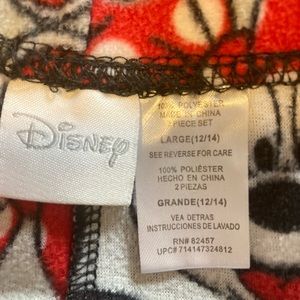 Disney
100% POLYESTER
MADE IN CHINA
2 PIECE SET
LARGE(12/14)
SEE REVERSE FOR CARE
100% POLIÉSTER
HECHO EN CHINA
2 PIEZAS
GRANDE(12/14)
VEA DETRAS
INSTRUCCIONES DE LAVADO
RN# 82457
UPC#714147324812